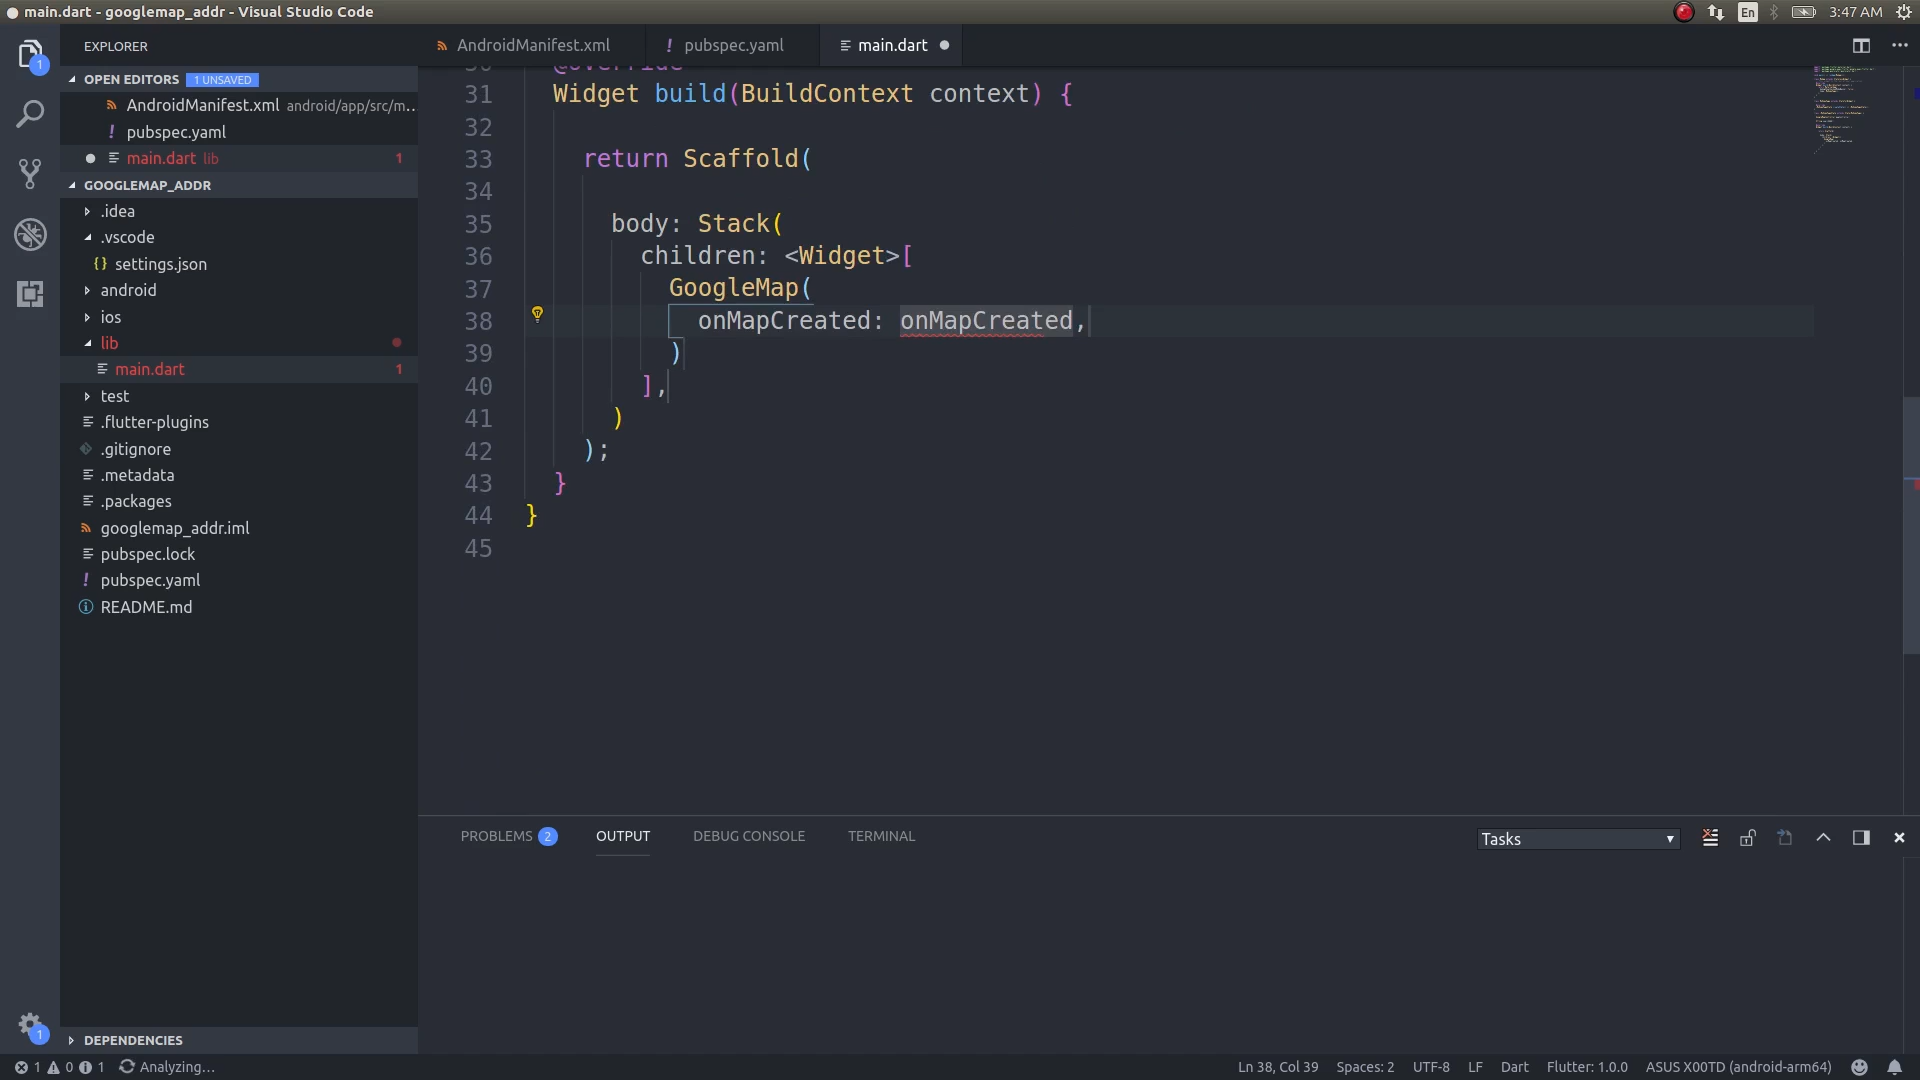 main.dart - googlemap_addr - Visual Studio Code
En
3:47 AM
EXPLORER
1
OPEN EDITORS 1 UNSAVED
AndroidManifest.xml android/app/src/m...
! pubspec.yaml
main.dart lib 1
GOOGLEMAP_ADDR
.idea
.vscode
{} settings.json
android
ios
lib
main.dart 1
test
.flutter-plugins
.gitignore
.metadata
.packages
googlemap_addr.iml
pubspec.lock
! pubspec.yaml
README.md
DEPENDENCIES
1
AndroidManifest.xml
! pubspec.yaml
main.dart
30 @override
31 Widget build(BuildContext context) {
32
33 return Scaffold(
34
35 body: Stack(
36 children: <Widget>[
37 GoogleMap(
38 onMapCreated: onMapCreated,
39 )
40 ],
41 )
42 );
43 }
44 }
45
PROBLEMS 2 OUTPUT DEBUG CONSOLE TERMINAL
Tasks
1 0 1 Analyzing...
Ln 38, Col 39 Spaces: 2 UTF-8 LF Dart Flutter: 1.0.0 ASUS X00TD (android-arm64)